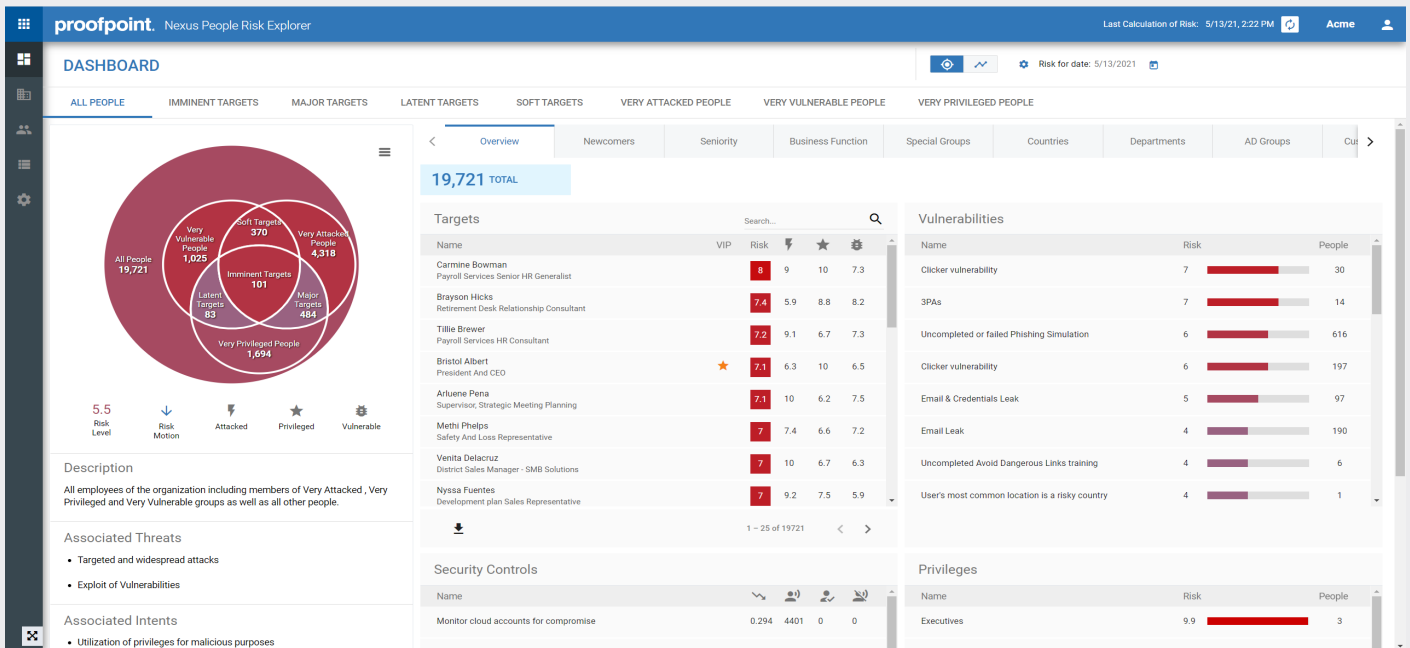 proofpoint. Nexus People Risk Explorer
Last Calculation of Risk: 5/13/21, 2:22 PM
Acme
DASHBOARD
Risk for date: 5/13/2021
ALL PEOPLE
IMMINENT TARGETS
MAJOR TARGETS
LATENT TARGETS
SOFT TARGETS
VERY ATTACKED PEOPLE
VERY VULNERABLE PEOPLE
VERY PRIVILEGED PEOPLE
All People
19,721
Very
Vulnerable
People
1,025
Soft Targets
370
Very Attacked
People
4,318
Imminent Targets
101
Latent
Targets
83
Major
Targets
484
Very Privileged People
1,694
5.5
Risk
Level
Risk
Motion
Attacked
Privileged
Vulnerable
Description
All employees of the organization including members of Very Attacked , Very
Privileged and Very Vulnerable groups as well as all other people.
Associated Threats
• Targeted and widespread attacks
• Exploit of Vulnerabilities
Associated Intents
• Utilization of privileges for malicious purposes
Overview
Newcomers
Seniority
Business Function
Special Groups
Countries
Departments
AD Groups
Cu
19,721 TOTAL
Targets
Search...
Name VIP Risk
Carmine Bowman
Payroll Services Senior HR Generalist
8 9 10 7.3
Brayson Hicks
Retirement Desk Relationship Consultant
7.4 5.9 8.8 8.2
Tillie Brewer
Payroll Services HR Consultant
7.2 9.1 6.7 7.3
Bristol Albert
President And CEO
7.1 6.3 10 6.5
Arluene Pena
Supervisor, Strategic Meeting Planning
7.1 10 6.2 7.5
Methi Phelps
Safety And Loss Representative
7 7.4 6.6 7.2
Venita Delacruz
District Sales Manager - SMB Solutions
7 10 6.7 6.3
Nyssa Fuentes
Development plan Sales Representative
7 9.2 7.5 5.9
1 – 25 of 19721
Vulnerabilities
Name Risk People
Clicker vulnerability 7 30
3PAs 7 14
Uncompleted or failed Phishing Simulation 6 616
Clicker vulnerability 6 197
Email & Credentials Leak 5 97
Email Leak 4 190
Uncompleted Avoid Dangerous Links training 4 6
User's most common location is a risky country 4 1
Security Controls
Name
Monitor cloud accounts for compromise 0.294 4401 0 0
Privileges
Name Risk People
Executives 9.9 3